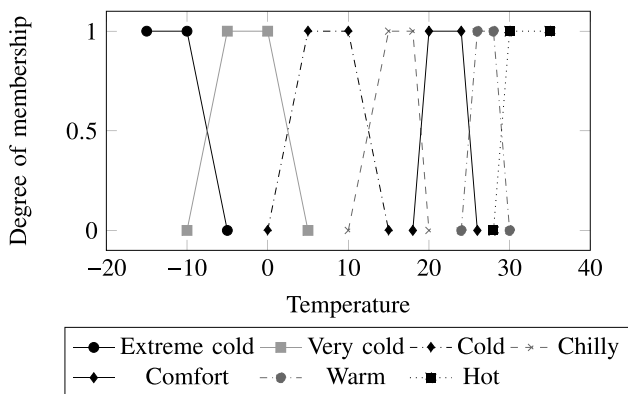 1
0.5
0
Degree of membership
−20 −10 0 10 20 30 40
Temperature
Extreme cold Very cold Cold Chilly
Comfort Warm Hot